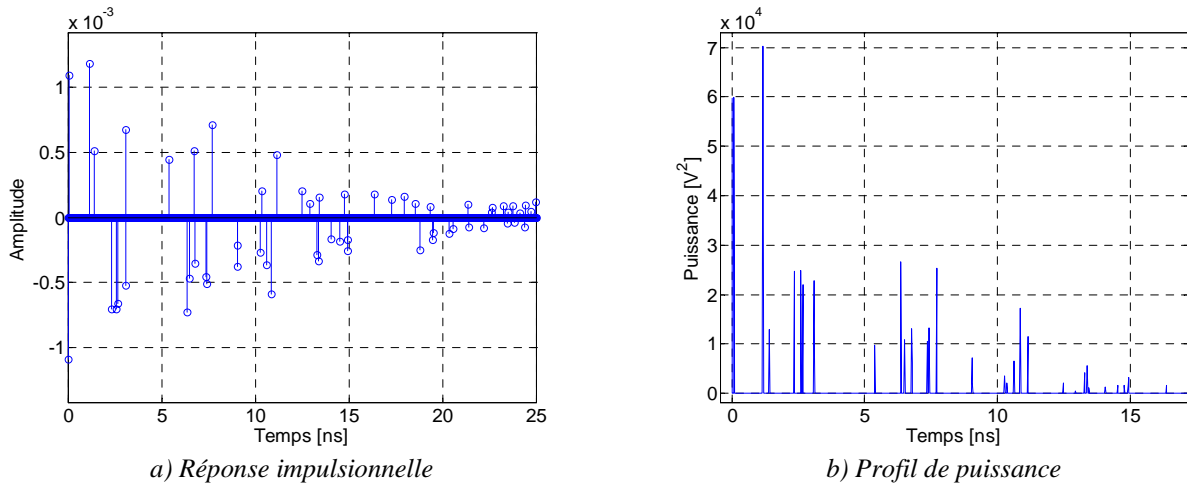 x 10^-3
1
0.5
0
-0.5
-1
Amplitude
0
5
10
15
20
25
Temps [ns]
a) Réponse impulsionnelle
x 10^4
7
6
5
4
3
2
1
0
Puissance [V^2]
0
5
10
15
Temps [ns]
b) Profil de puissance